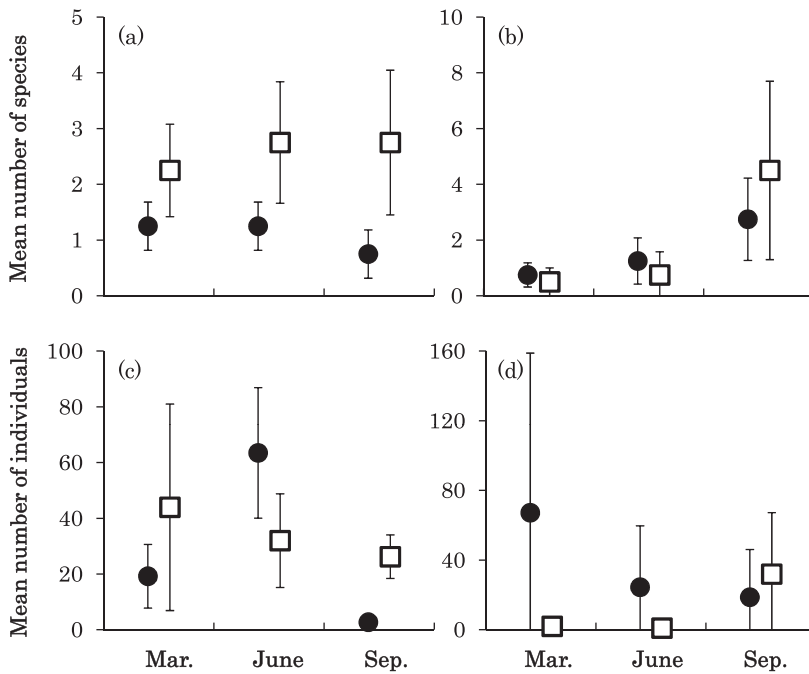 5
4
3
2
1
0
(a)
10
8
6
4
2
0
(b)
Mean number of species
100
80
60
40
20
0
(c)
160
120
80
40
0
(d)
Mean number of individuals
Mar. June Sep.
Mar. June Sep.